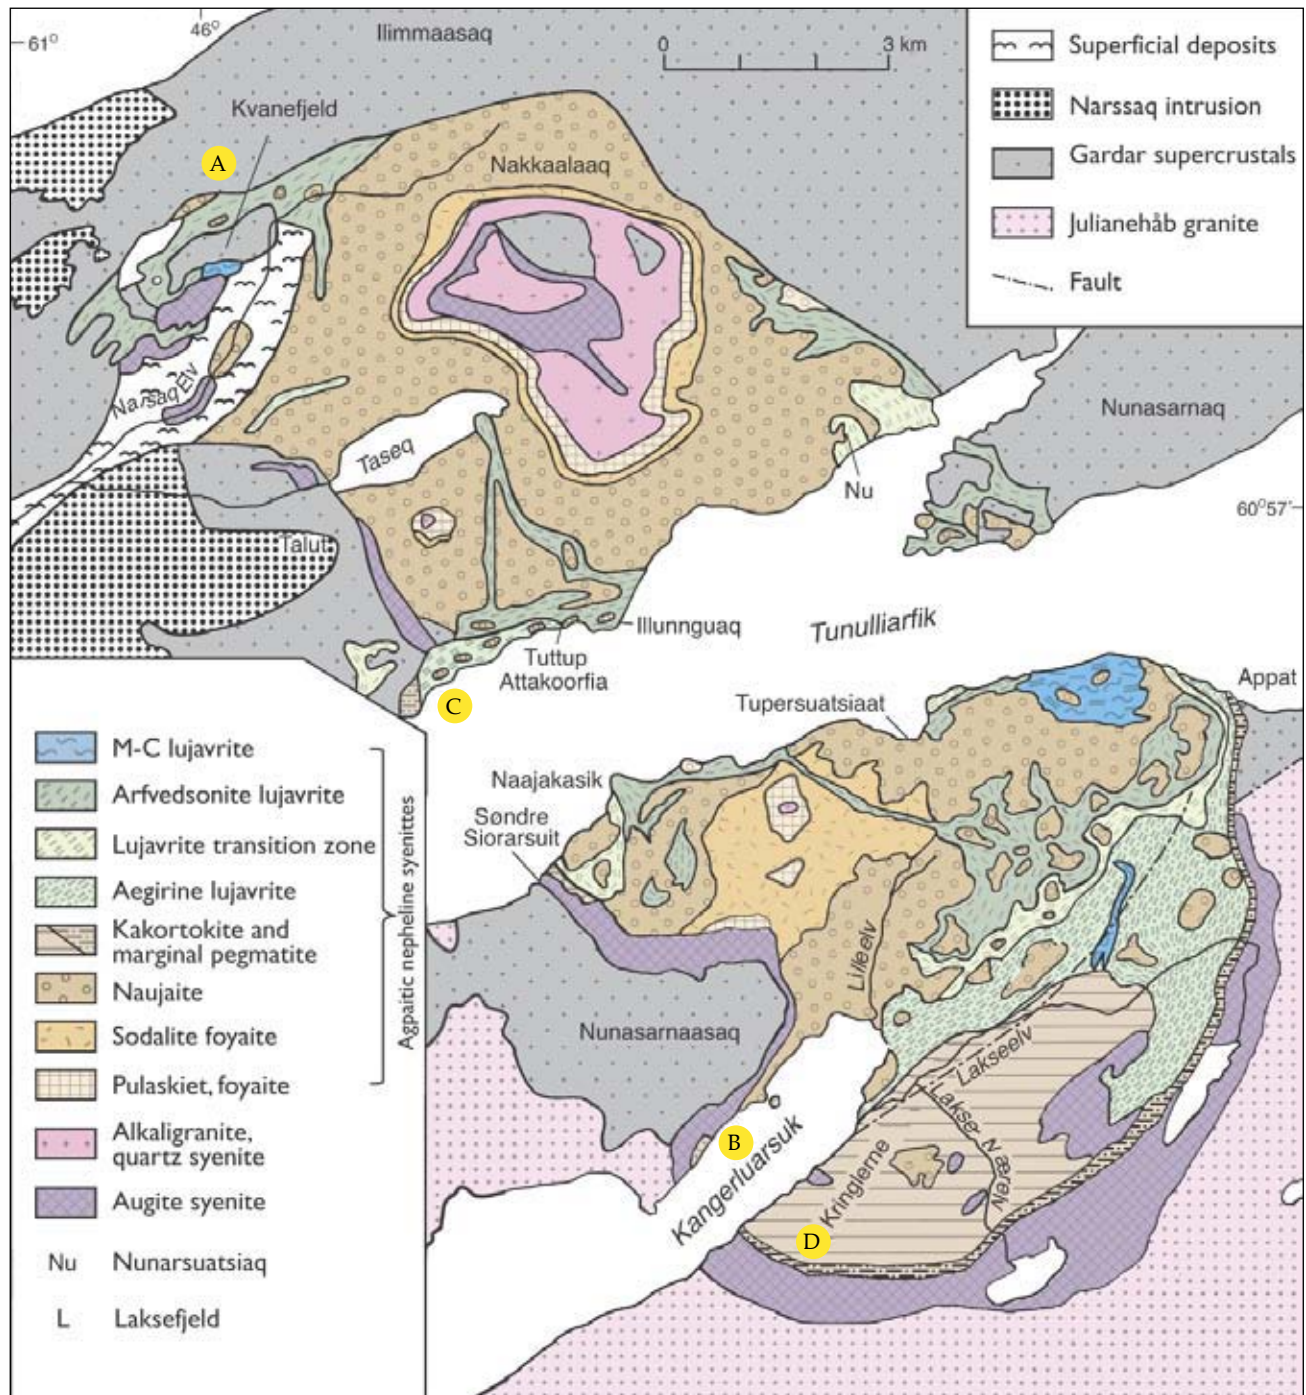 61°
46°
Ilimmaasaq
0
3 km
Kvanefjeld
A
Nakkaalaaq
Superficial deposits
Narssaq intrusion
Gardar supercrustals
Julianehåb granite
Fault
Narsaq Elv
Taseq
Nu
Nunasarnaq
60°57'
Talut
Illunnguaq
Tunulliarfik
Tuttup
Attakoorfia
C
Tupersuatsiaat
Appat
Naajakasik
Søndre
Siorarsuit
Lilleelv
Nunasarnaasaq
Lakseelv
Lakse Nærelv
B
Kangerluarsuk
Kringlerne
D
M-C lujavrite
Arfvedsonite lujavrite
Lujavrite transition zone
Aegirine lujavrite
Kakortokite and
marginal pegmatite
Naujaite
Sodalite foyaite
Pulaskiet, foyaite
Agpaitic nepheline syenittes
Alkaligranite,
quartz syenite
Augite syenite
Nu Nunarsuatsiaq
L Laksefjeld